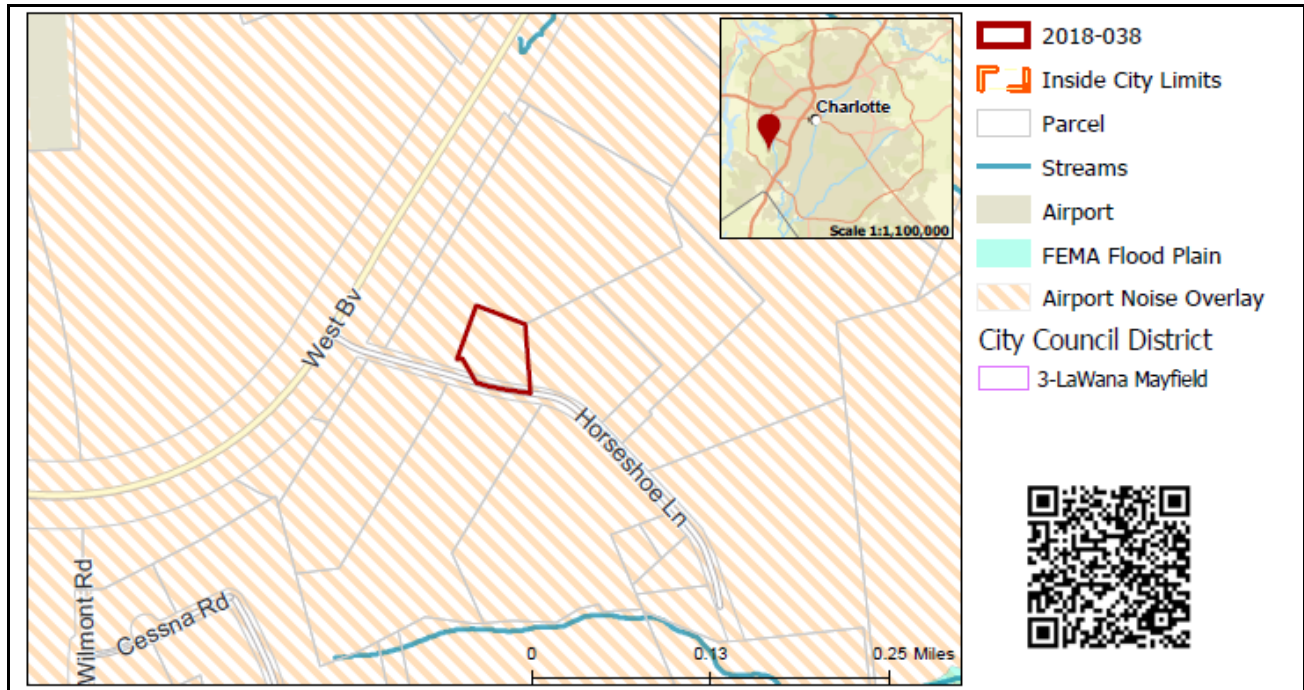 Charlotte
Scale 1:1,100,000
West Bv
Horseshoe Ln
Wilmont Rd
Cessna Rd
0
0.13
0.25 Miles
2018-038
Inside City Limits
Parcel
Streams
Airport
FEMA Flood Plain
Airport Noise Overlay
City Council District
3-LaWana Mayfield